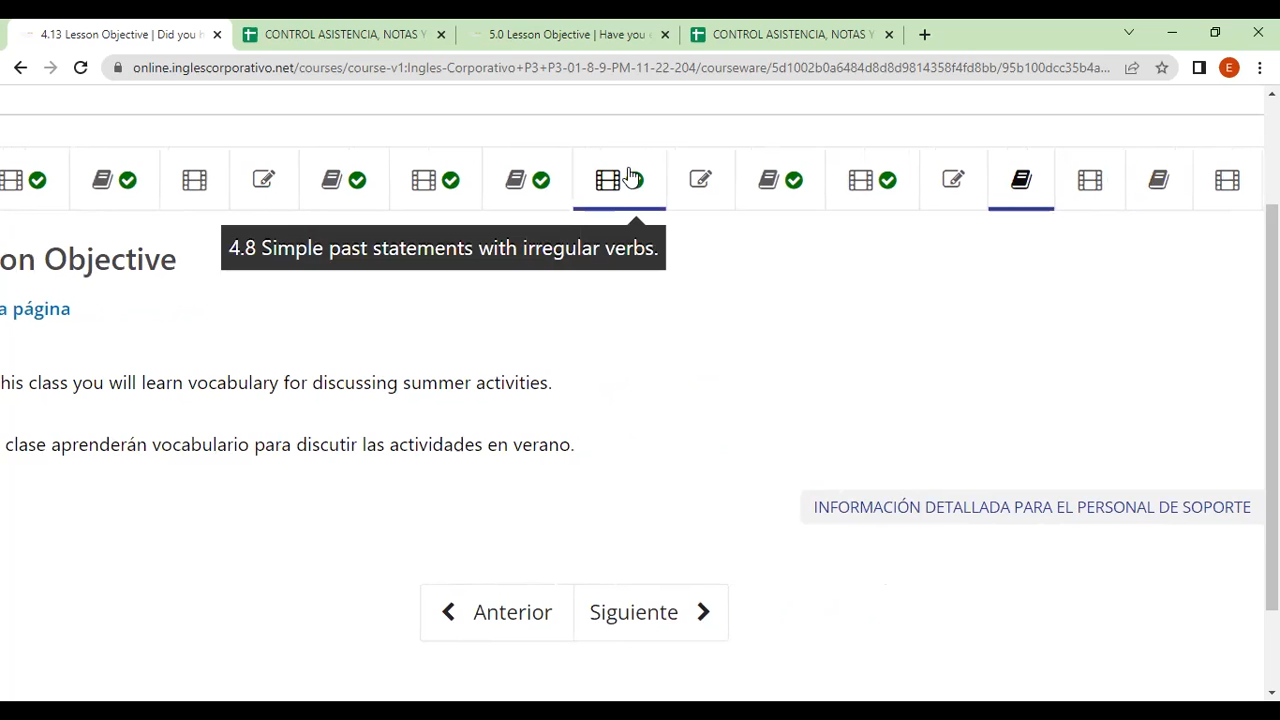 4.13 Lesson Objective | Did you h
CONTROL ASISTENCIA, NOTAS Y
5.0 Lesson Objective | Have you
CONTROL ASISTENCIA, NOTAS Y
online.inglescorporativo.net/courses/course-v1:Ingles-Corporativo+P3+P3-01-8-9-PM-11-22-204/courseware/5d1002b0a6484d8d8d9814358f4fd8bb/95b100dcc35b4a...
E
4.8 Simple past statements with irregular verbs.
on Objective
a página
his class you will learn vocabulary for discussing summer activities.
clase aprenderán vocabulario para discutir las actividades en verano.
INFORMACIÓN DETALLADA PARA EL PERSONAL DE SOPORTE
Anterior
Siguiente